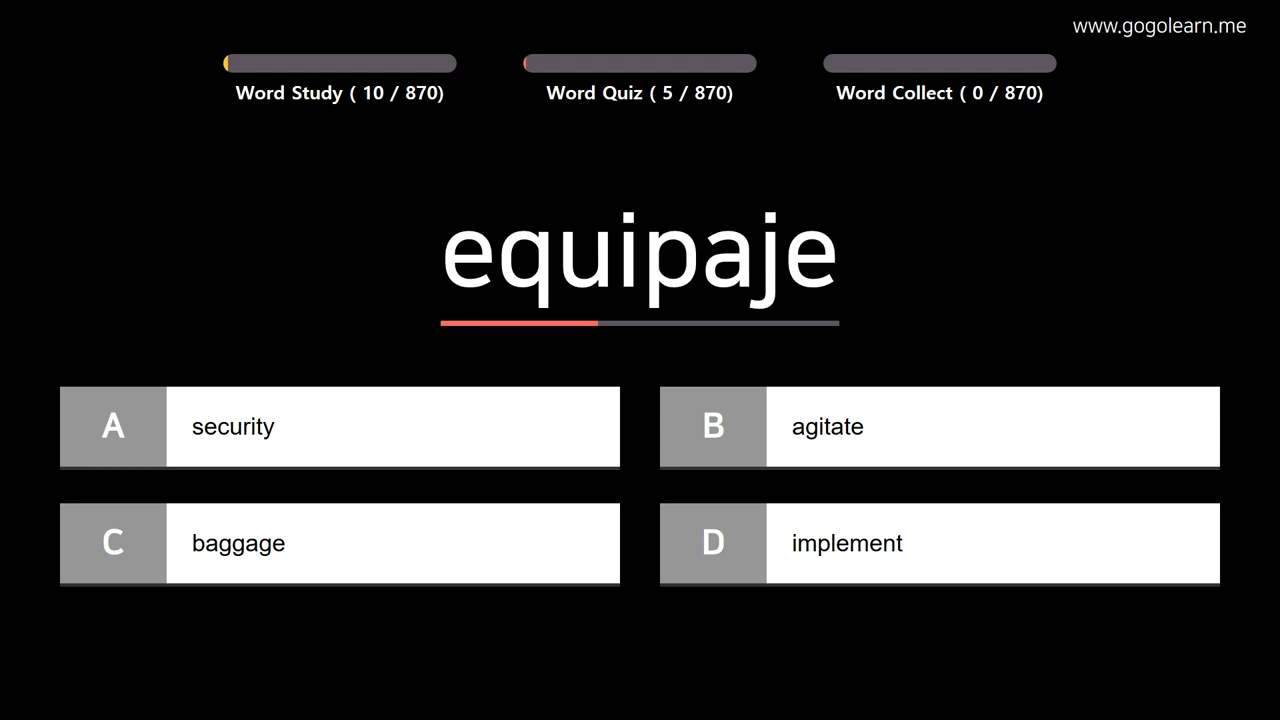 www.gogolearn.me
Word Study ( 10 / 870)
Word Quiz ( 5 / 870)
Word Collect ( 0 / 870)
equipaje
A security
B agitate
C baggage
D implement